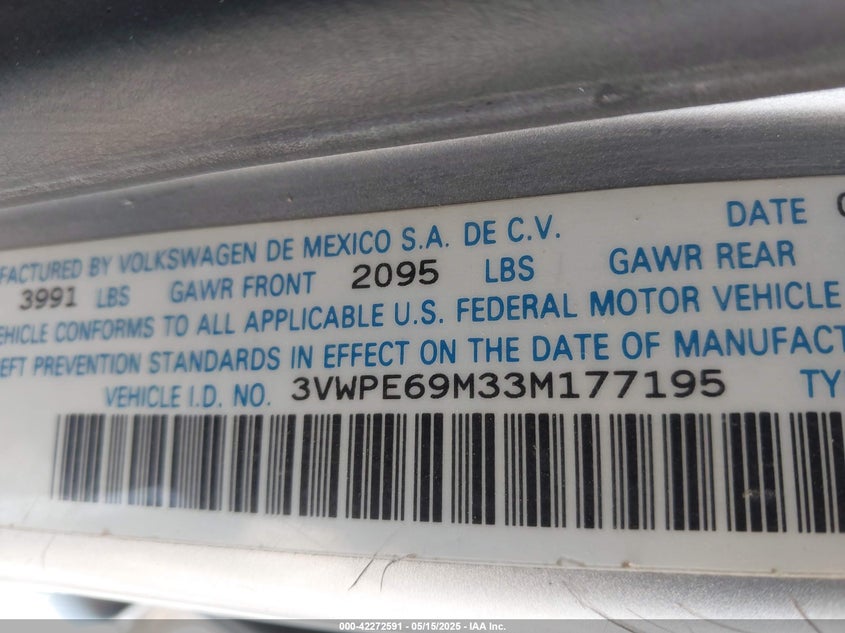 DATE
FACTURED BY VOLKSWAGEN DE MEXICO S.A. DE C.V.
3991 LBS GAWR FRONT 2095 LBS GAWR REAR
VEHICLE CONFORMS TO ALL APPLICABLE U.S. FEDERAL MOTOR VEHICLE
EFT PREVENTION STANDARDS IN EFFECT ON THE DATE OF MANUFACT
VEHICLE I.D. NO. 3VWPE69M33M177195 TY
000-42272591 - 05/15/2025 - IAA Inc.